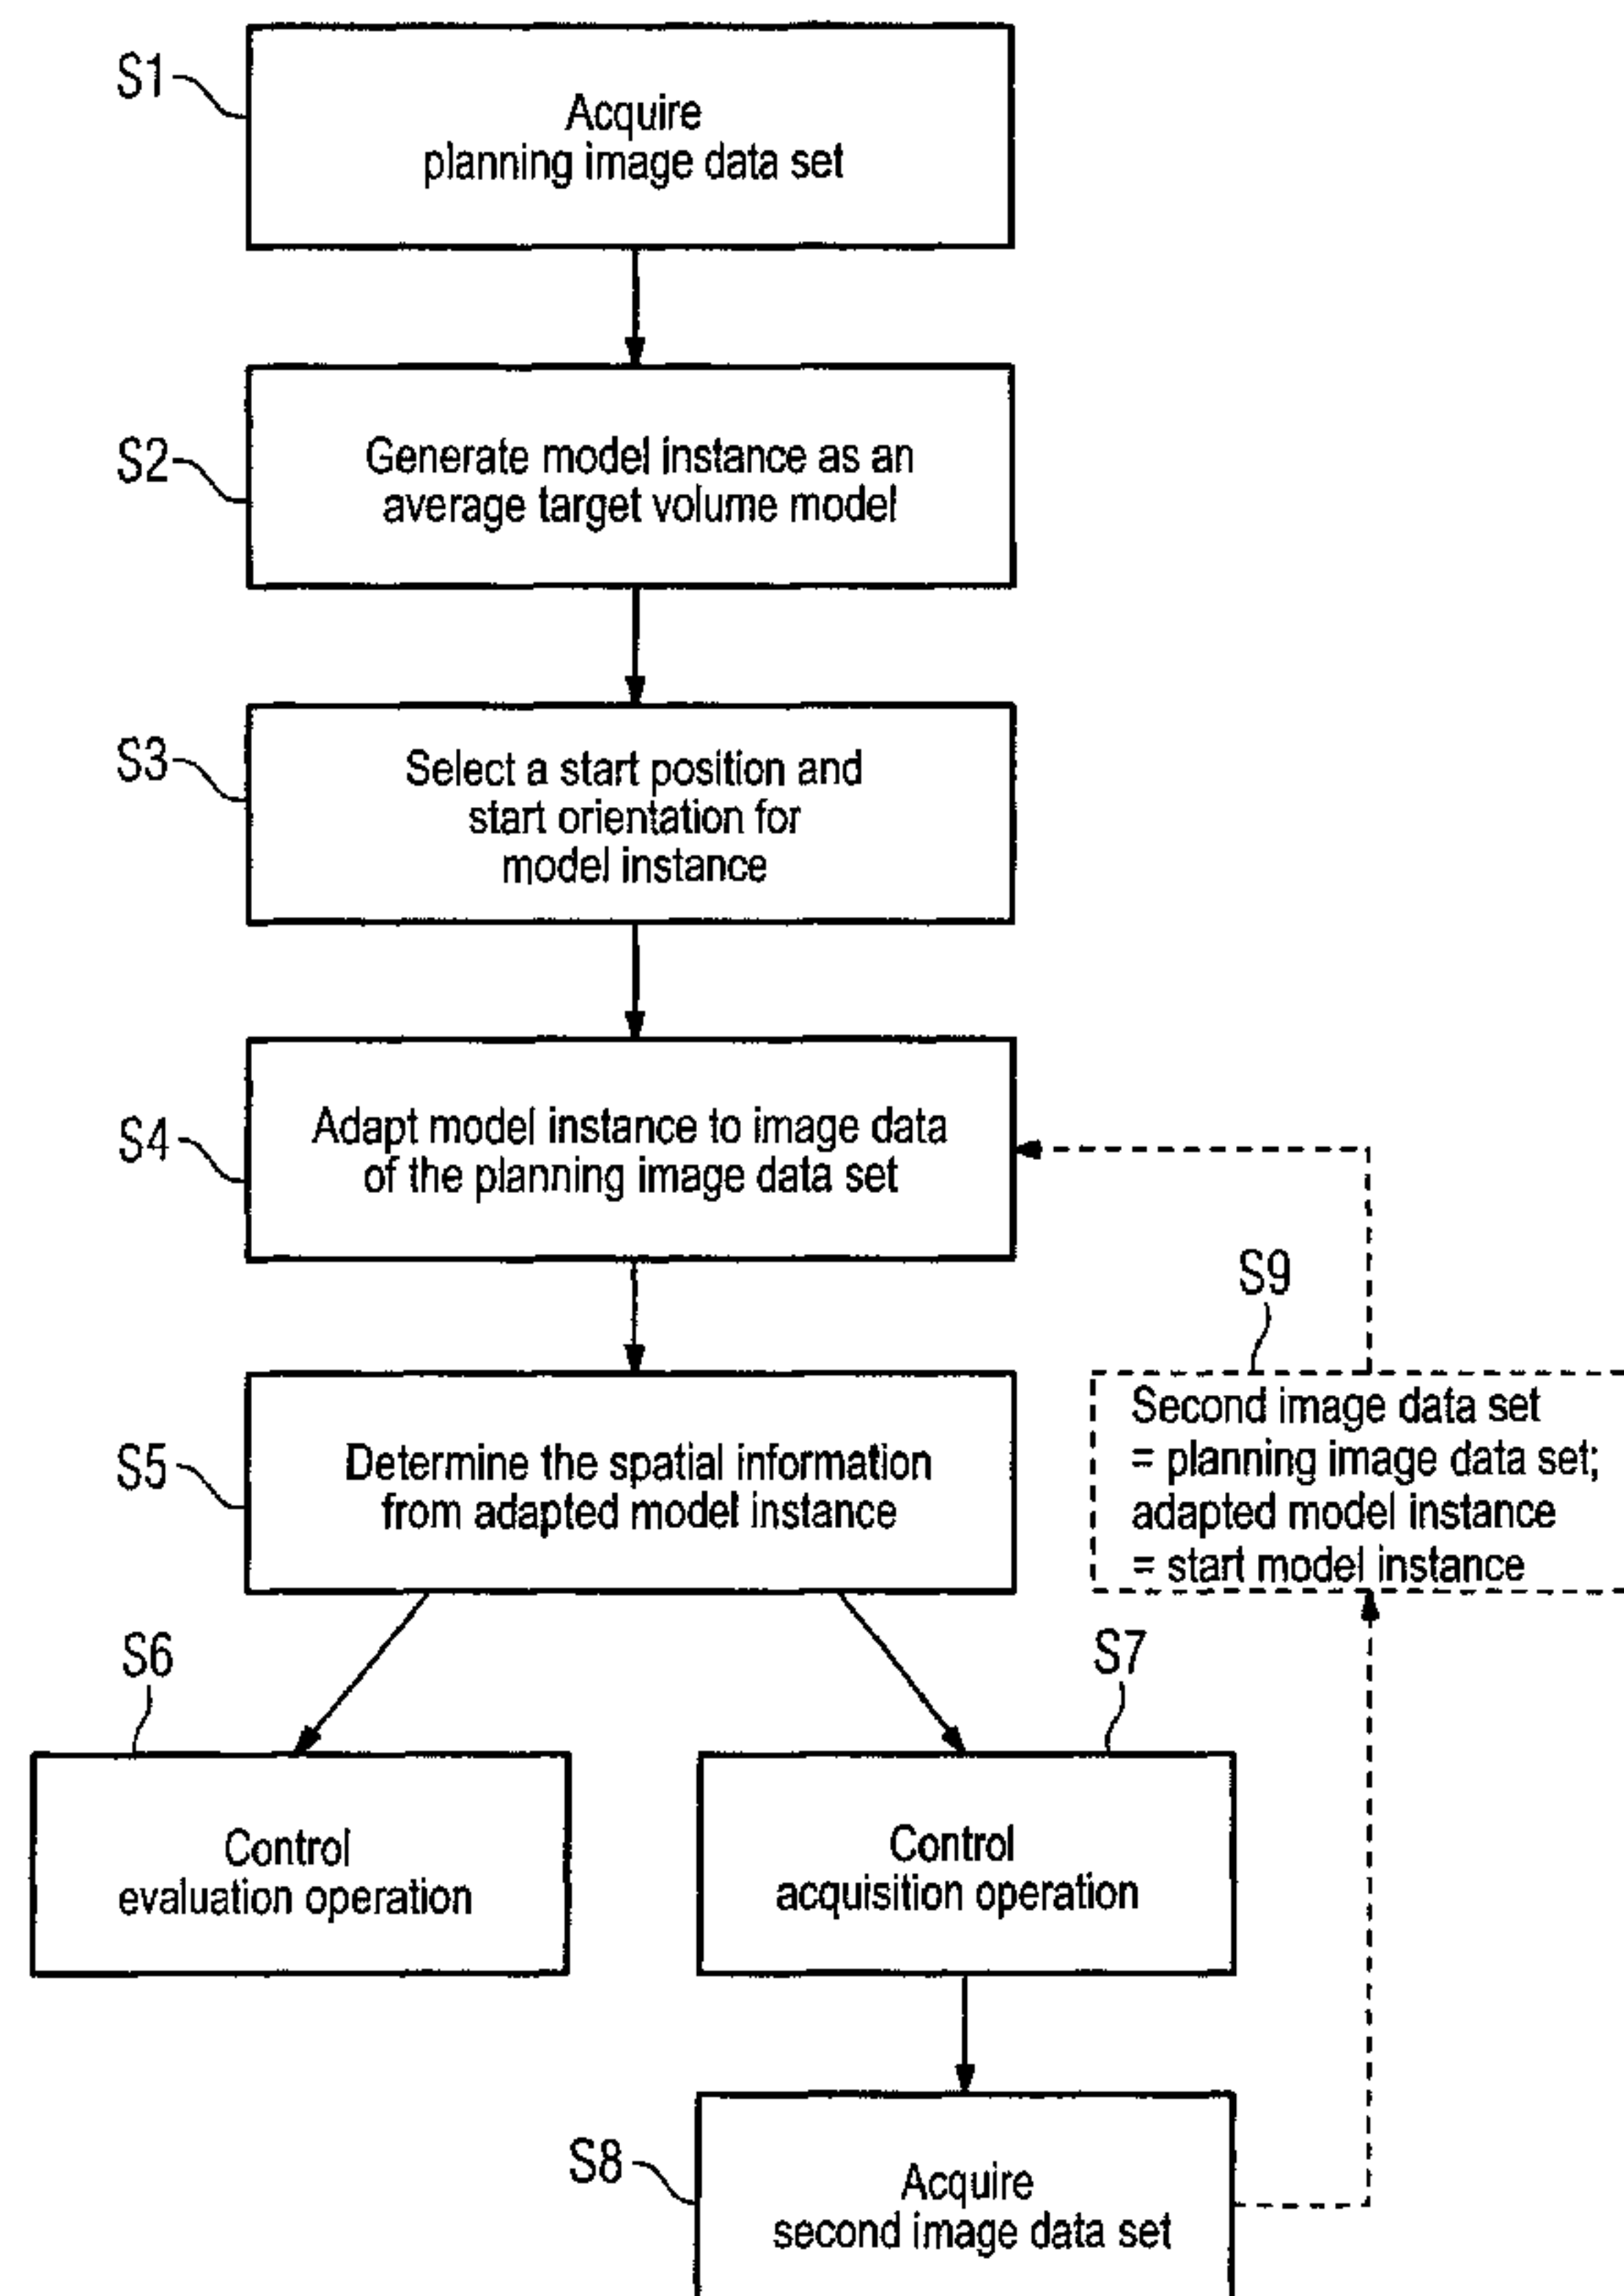 S1
Acquire
planning image data set
S2
Generate model instance as an
average target volume model
S3
Select a start position and
start orientation for
model instance
S4
Adapt model instance to image data
of the planning image data set
S5
Determine the spatial information
from adapted model instance
S9
Second image data set
= planning image data set;
adapted model instance
= start model instance
S6
Control
evaluation operation
S7
Control
acquisition operation
S8
Acquire
second image data set